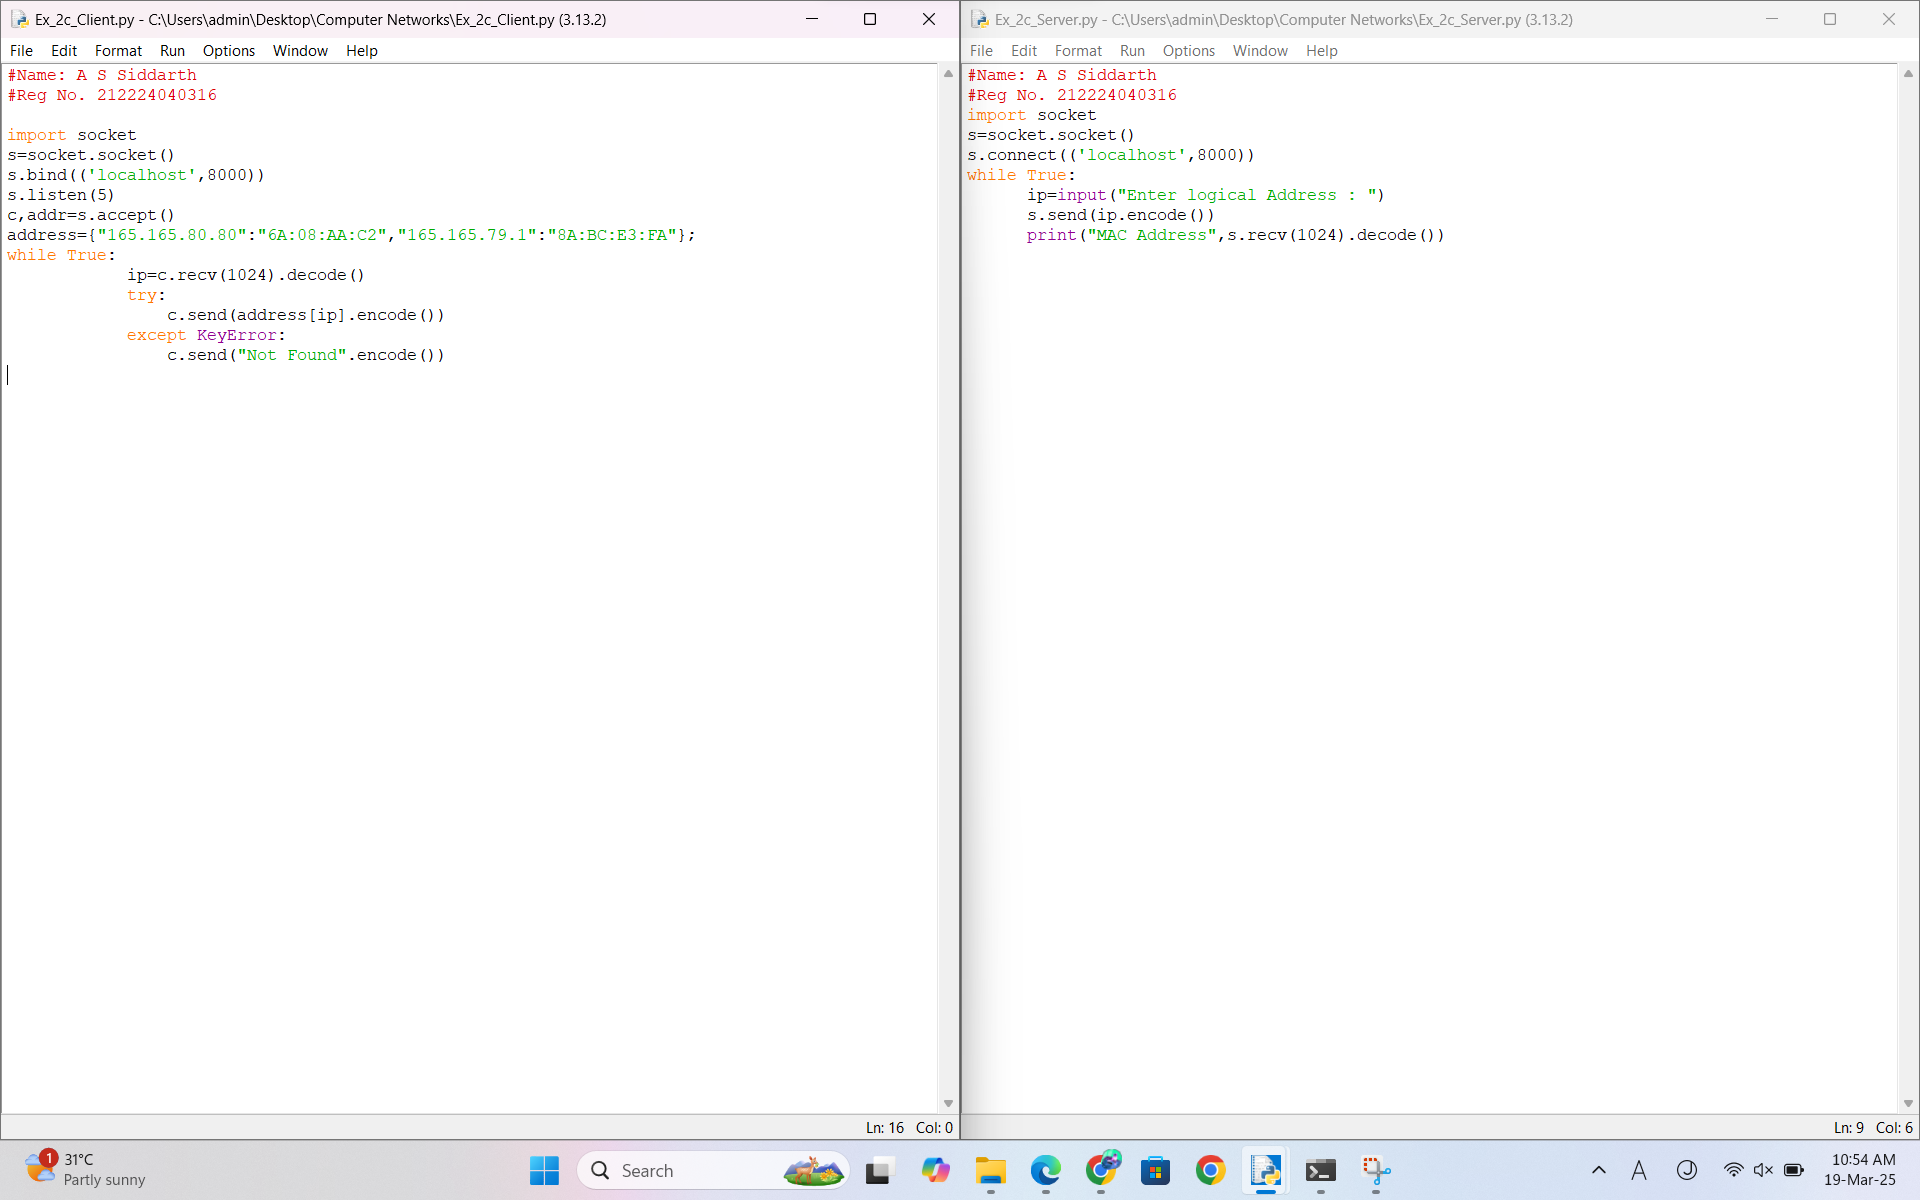 Ex_2c_Client.py - C:\Users\admin\Desktop\Computer Networks\Ex_2c_Client.py (3.13.2)
File Edit Format Run Options Window Help
#Name: A S Siddarth
#Reg No. 212224040316
import socket
s=socket.socket()
s.bind(('localhost',8000))
s.listen(5)
c,addr=s.accept()
address={"165.165.80.80":"6A:08:AA:C2","165.165.79.1":"8A:BC:E3:FA"};
while True:
            ip=c.recv(1024).decode()
            try:
                c.send(address[ip].encode())
            except KeyError:
                c.send("Not Found".encode())
Ln: 16 Col: 0
Ex_2c_Server.py - C:\Users\admin\Desktop\Computer Networks\Ex_2c_Server.py (3.13.2)
File Edit Format Run Options Window Help
#Name: A S Siddarth
#Reg No. 212224040316
import socket
s=socket.socket()
s.connect(('localhost',8000))
while True:
      ip=input("Enter logical Address : ")
      s.send(ip.encode())
      print("MAC Address",s.recv(1024).decode())
Ln: 9 Col: 6
1
31°C
Partly sunny
Search
A
J
10:54 AM
19-Mar-25